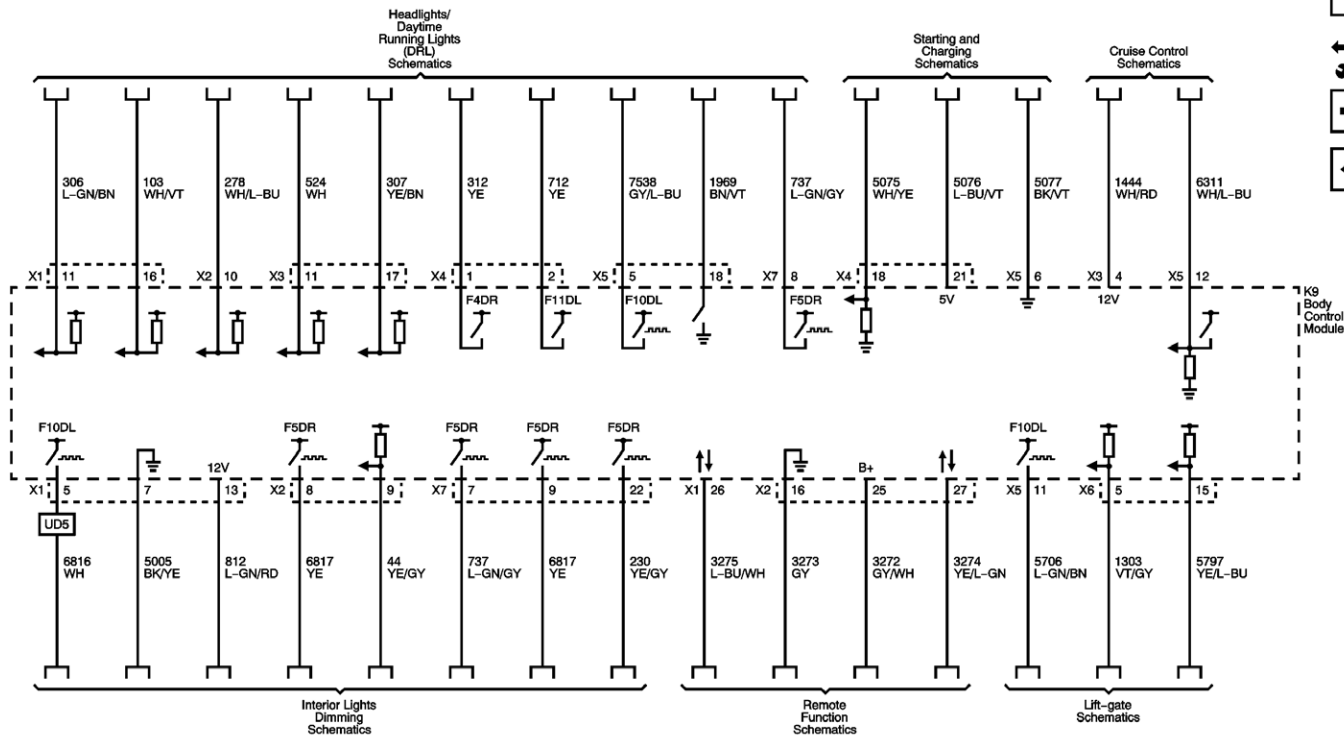 Headlights/
Daytime
Running Lights
(DRL)
Schematics
Starting and
Charging
Schematics
Cruise Control
Schematics
306
L-GN/BN
103
WH/VT
278
WH/L-BU
524
WH
307
YE/BN
312
YE
712
YE
7538
GY/L-BU
1969
BN/VT
737
L-GN/GY
5075
WH/YE
5076
L-BU/VT
5077
BK/VT
1444
WH/RD
6311
WH/L-BU
X1 11 16 X2 10 X3 11 17 X4 1 2 X5 5 18 X7 8 X4 18 21 X5 6 X3 4 X5 12
F4DR F11DL F10DL F5DR 5V 12V
K9
Body
Control
Module
F10DL F5DR F5DR F5DR F5DR F10DL
12V B+
X1 5 7 13 X2 8 9 X7 7 9 22 X1 26 X2 16 25 27 X5 11 X6 5 15
UD5
6816
WH
5005
BK/YE
812
L-GN/RD
6817
YE
44
YE/GY
737
L-GN/GY
6817
YE
230
YE/GY
3275
L-BU/WH
3273
GY
3272
GY/WH
3274
YE/L-GN
5706
L-GN/BN
1303
VT/GY
5797
YE/L-BU
Interior Lights
Dimming
Schematics
Remote
Function
Schematics
Lift-gate
Schematics